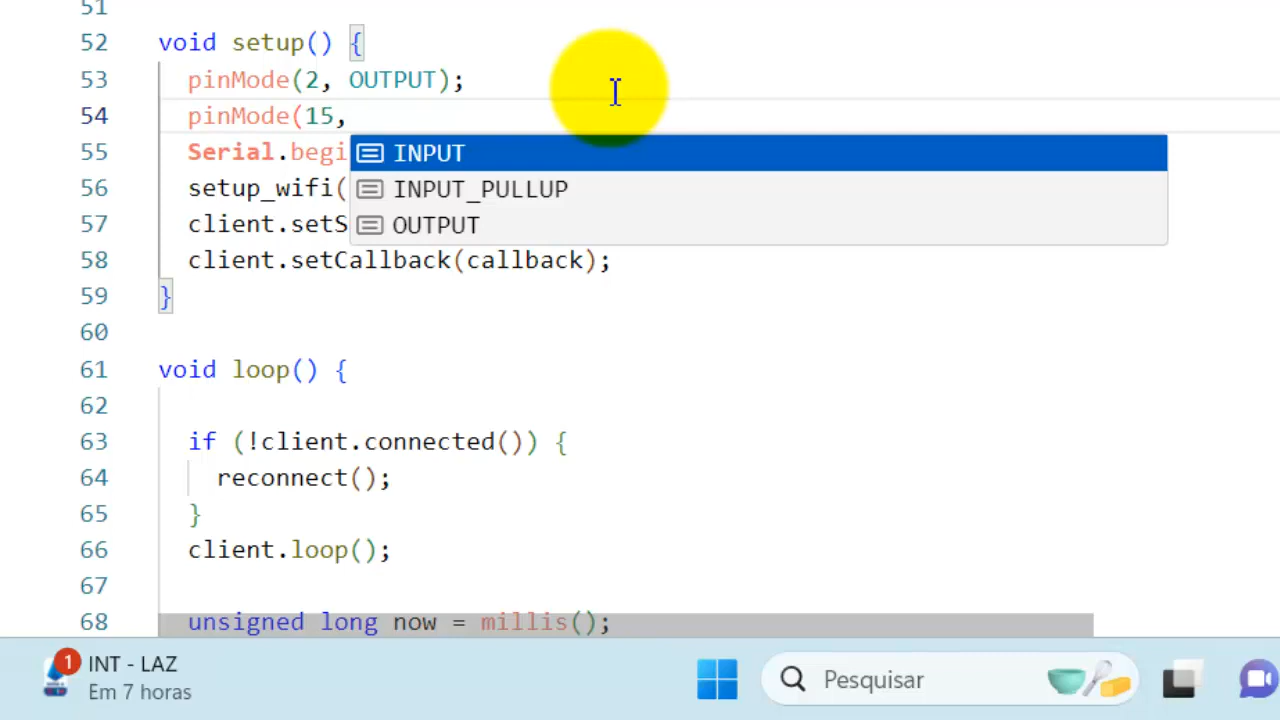 51
52 void setup() {
53 pinMode(2, OUTPUT);
54 pinMode(15,
55 Serial.begi
INPUT
56 setup_wifi(
INPUT_PULLUP
57 client.setS
OUTPUT
58 client.setCallback(callback);
59 }
60
61 void loop() {
62
63 if (!client.connected()) {
64 reconnect();
65 }
66 client.loop();
67
68 unsigned long now = millis();
1
INT - LAZ
Em 7 horas
Pesquisar